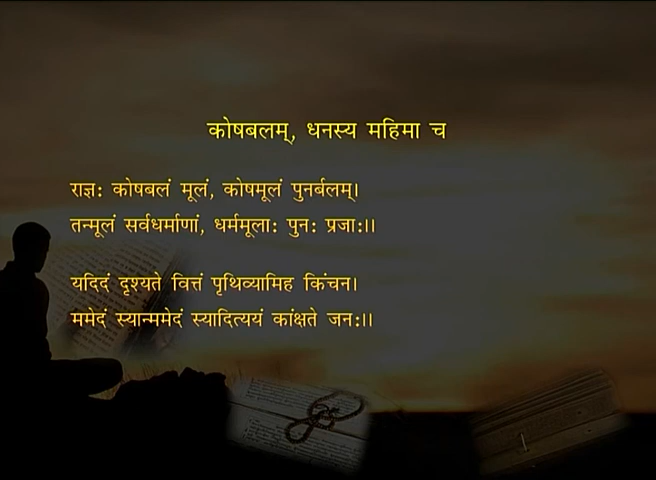 कोषबलम्, धनस्य महिमा च
राज्ञः कोषबलं मूलं, कोषमूलं पुनर्बलम्।
तन्मूलं सर्वधर्माणां, धर्ममूलाः पुनः प्रजाः।।
यदिदं दृश्यते वित्तं पृथिव्यामिह किंचन।
ममेदं स्यान्ममेदं स्यादित्ययं कांक्षते जनः।।